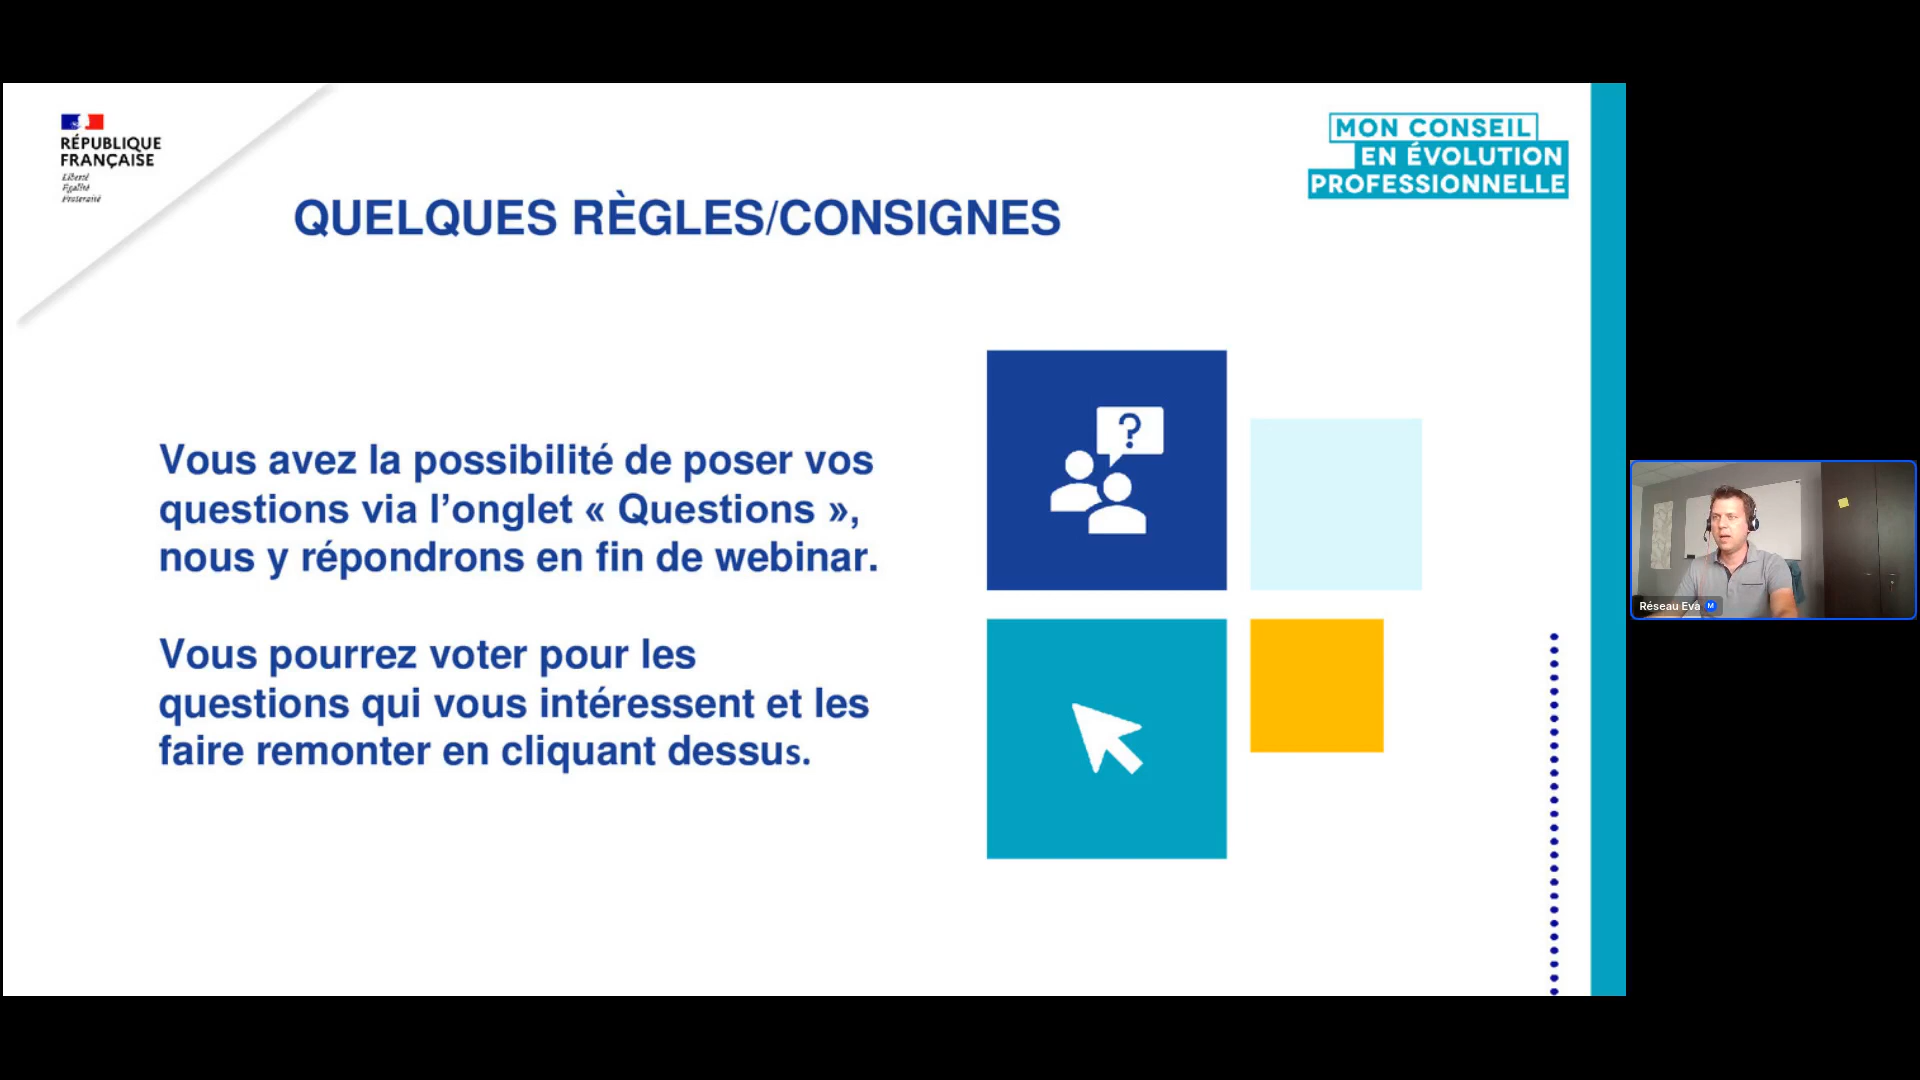 RÉPUBLIQUE
FRANÇAISE
Liberté
Égalité
Fraternité
MON CONSEIL
EN ÉVOLUTION
PROFESSIONNELLE
QUELQUES RÈGLES/CONSIGNES
Vous avez la possibilité de poser vos
questions via l’onglet « Questions »,
nous y répondrons en fin de webinar.
Vous pourrez voter pour les
questions qui vous intéressent et les
faire remonter en cliquant dessus.
?
Réseau Eva M